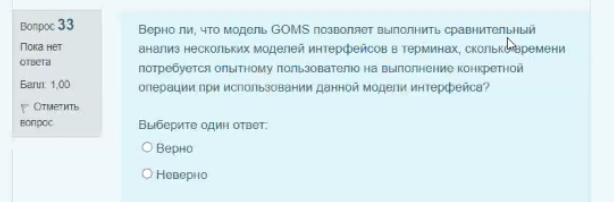 Вопрос 33
Пока нет
ответа
Балл: 1,00
Отметить
вопрос
Верно ли, что модель GOMS позволяет выполнить сравнительный
анализ нескольких моделей интерфейсов в терминах, сколько времени
потребуется опытному пользователю на выполнение конкретной
операции при использовании данной модели интерфейса?
Выберите один ответ:
Верно
Неверно